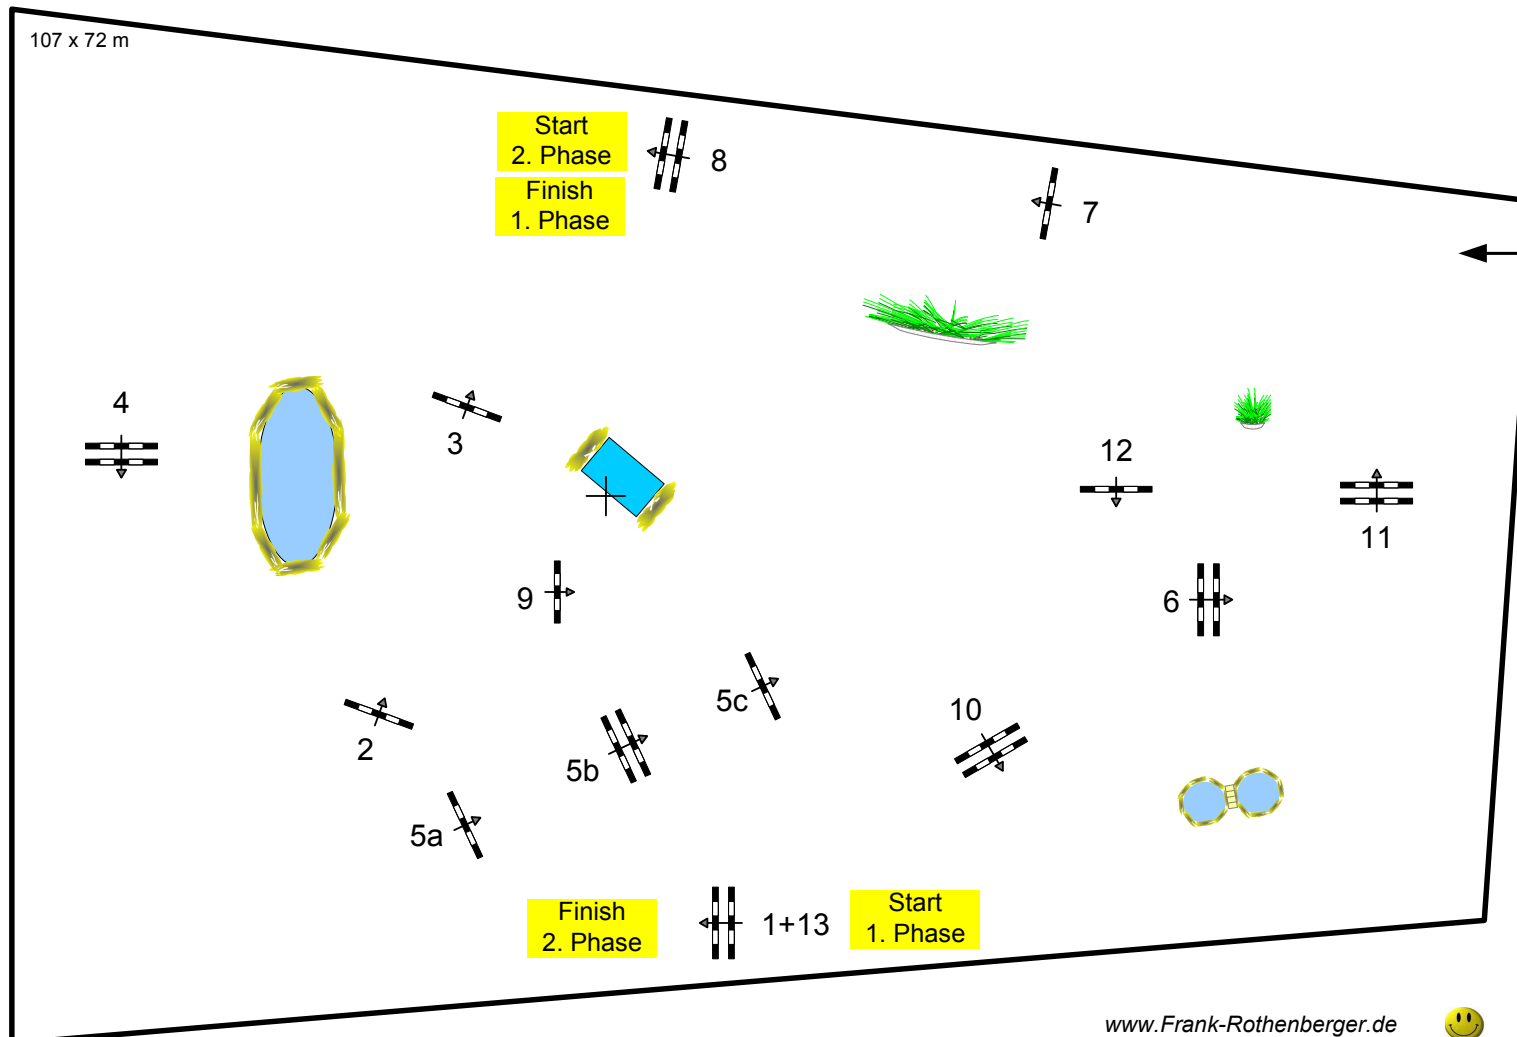 107 x 72 m
Start
2. Phase
8
Finish
1. Phase
7
4
3
12
11
9
6
5c
10
2
5b
5a
Finish
2. Phase
1+13
Start
1. Phase
www.Frank-Rothenberger.de